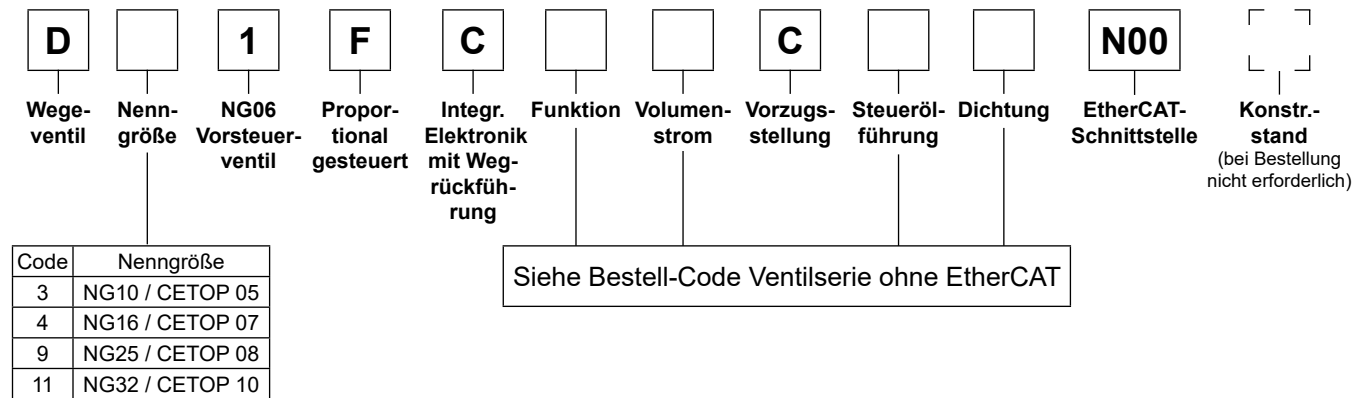 D 1 F C C N00
Wege-
ventil
Nenn-
größe
NG06
Vorsteuer-
ventil
Propor-
tional
gesteuert
Integr.
Elektronik
mit Weg-
rückfüh-
rung
Funktion
Volumen-
strom
Vorzugs-
stellung
Steueröl-
führung
Dichtung
EtherCAT-
Schnittstelle
Konstr.-
stand
(bei Bestellung
nicht erforderlich)
Code Nenngröße
3 NG10 / CETOP 05
4 NG16 / CETOP 07
9 NG25 / CETOP 08
11 NG32 / CETOP 10
Siehe Bestell-Code Ventilserie ohne EtherCAT